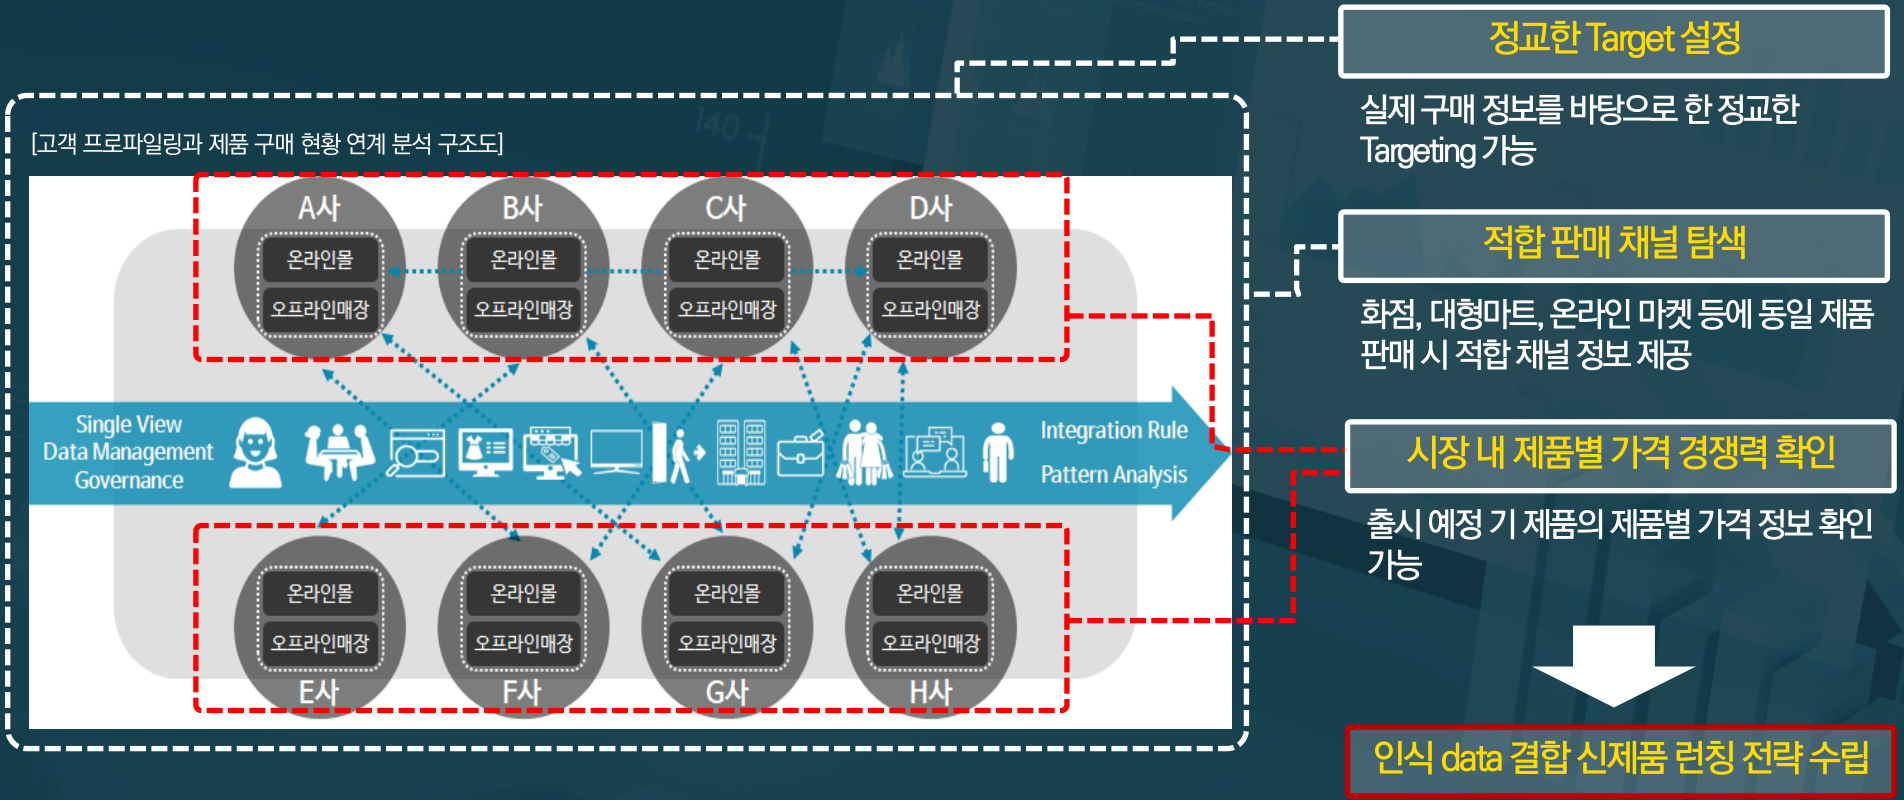 정교한 Target 설정
실제 구매 정보를 바탕으로 한 정교한
Targeting 가능
[고객 프로파일링과 제품 구매 현황 연계 분석 구조도]
A사
B사
C사
D사
온라인몰
온라인몰
온라인몰
온라인몰
오프라인매장
오프라인매장
오프라인매장
오프라인매장
Single View
Data Management
Governance
Integration Rule
Pattern Analysis
온라인몰
온라인몰
온라인몰
온라인몰
오프라인매장
오프라인매장
오프라인매장
오프라인매장
E사
F사
G사
H사
적합 판매 채널 탐색
화점, 대형마트, 온라인 마켓 등에 동일 제품
판매 시 적합 채널 정보 제공
시장 내 제품별 가격 경쟁력 확인
출시 예정 기 제품의 제품별 가격 정보 확인
가능
인식 data 결합 신제품 런칭 전략 수립
140